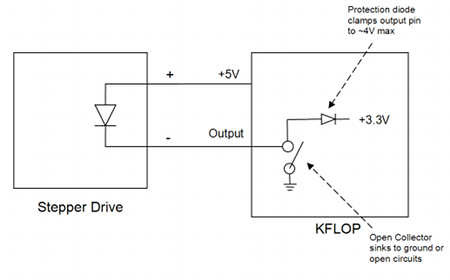 Protection diode
clamps output pin
to ~4V max
+
+5V
+3.3V
-
Output
Stepper Drive
KFLOP
Open Collector
sinks to ground or
open circuits